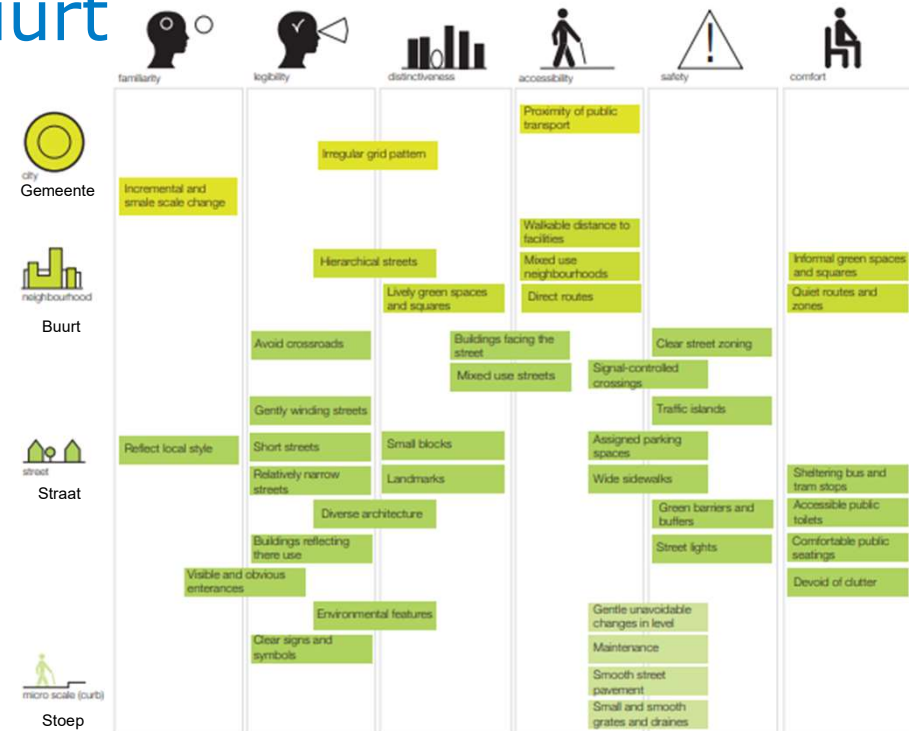 uurt
familiarity
legibility
distinctiveness
accessibility
safety
comfort
city
Gemeente
Proximity of public
transport
Irregular grid pattern
Incremental and
smale scale change
neighbourhood
Buurt
Walkable distance to
facilities
Hierarchical streets
Mixed use
neighbourhoods
Informal green spaces
and squares
Lively green spaces
and squares
Direct routes
Quiet routes and
zones
street
Straat
Avoid crossroads
Buildings facing the
street
Clear street zoning
Mixed use streets
Signal-controlled
crossings
Gently winding streets
Traffic islands
Reflect local style
Short streets
Small blocks
Assigned parking
spaces
Relatively narrow
streets
Landmarks
Wide sidewalks
Sheltering bus and
tram stops
Diverse architecture
Green barriers and
buffers
Accessible public
toilets
Buildings reflecting
there use
Street lights
Comfortable public
seatings
Visible and obvious
enterances
Devoid of clutter
Environmental features
Gentle unavoidable
changes in level
Clear signs and
symbols
Maintenance
micro scale (curb)
Stoep
Smooth street
pavement
Small and smooth
grates and draines